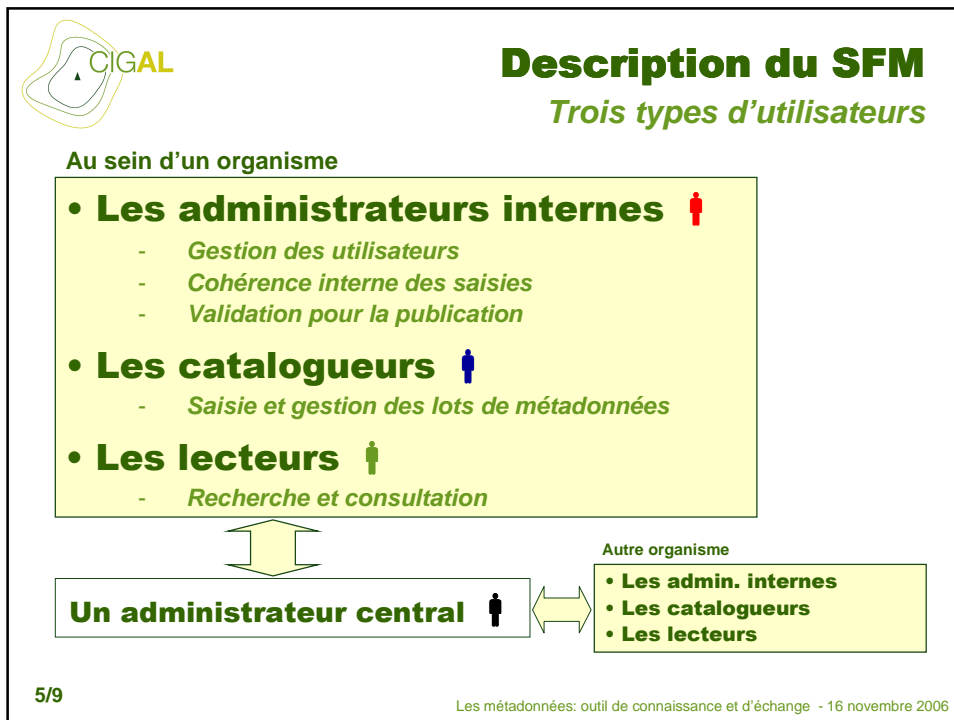 CIGAL
Description du SFM
Trois types d'utilisateurs
Au sein d'un organisme
• Les administrateurs internes
- Gestion des utilisateurs
- Cohérence interne des saisies
- Validation pour la publication
• Les catalogueurs
- Saisie et gestion des lots de métadonnées
• Les lecteurs
- Recherche et consultation
Un administrateur central
Autre organisme
• Les admin. internes
• Les catalogueurs
• Les lecteurs
5/9
Les métadonnées: outil de connaissance et d'échange - 16 novembre 2006